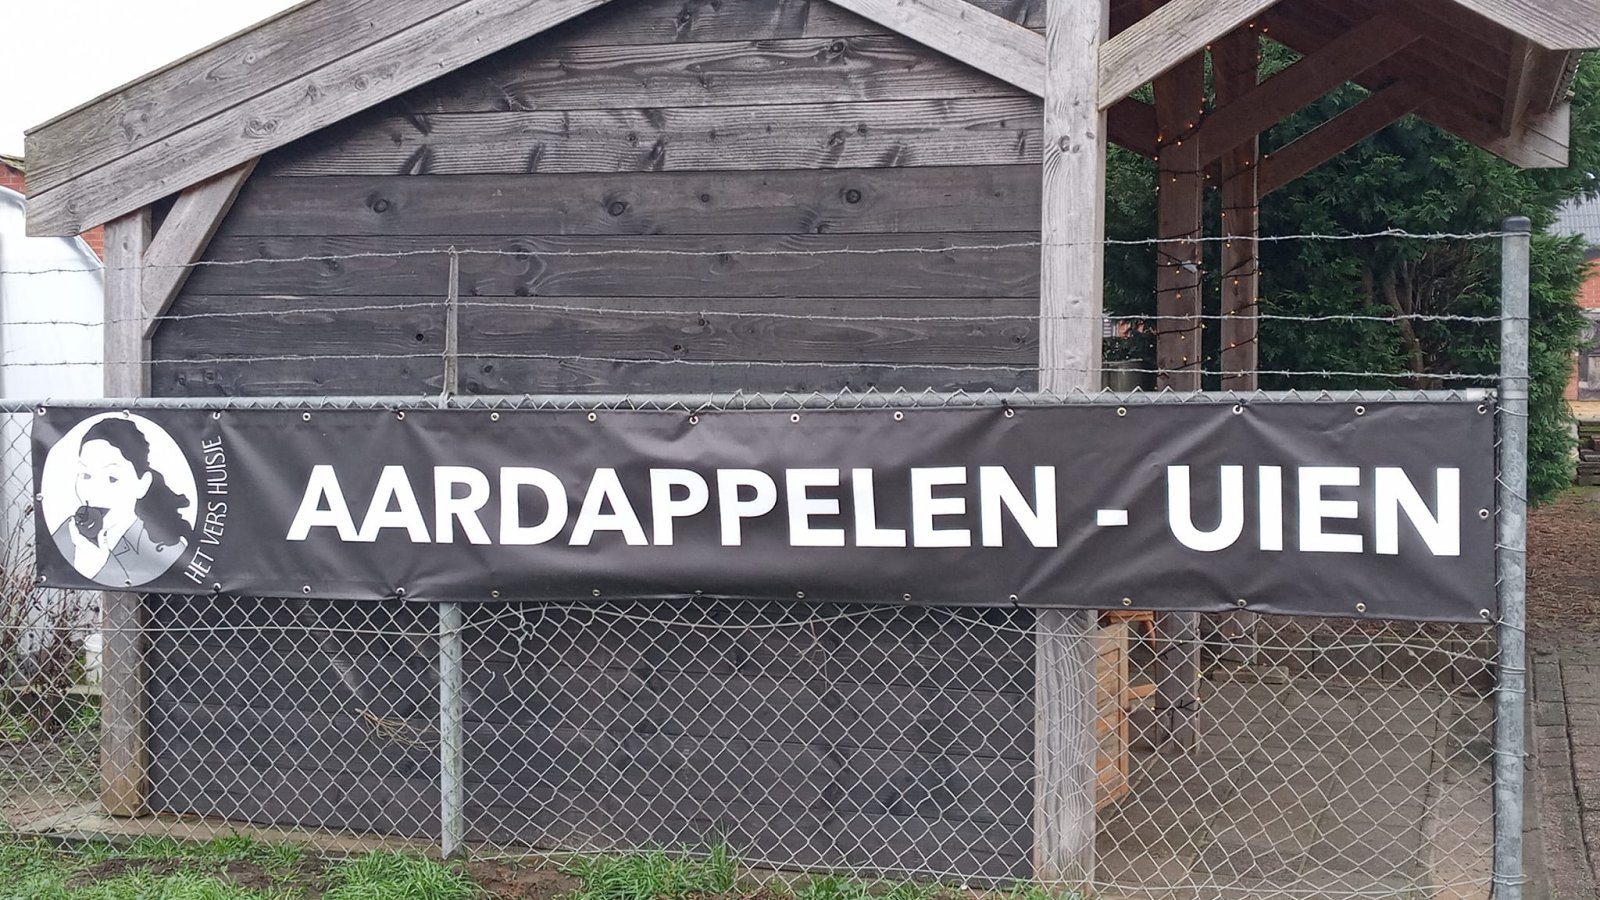 HET VERS HUISJE
AARDAPPELEN - UIEN